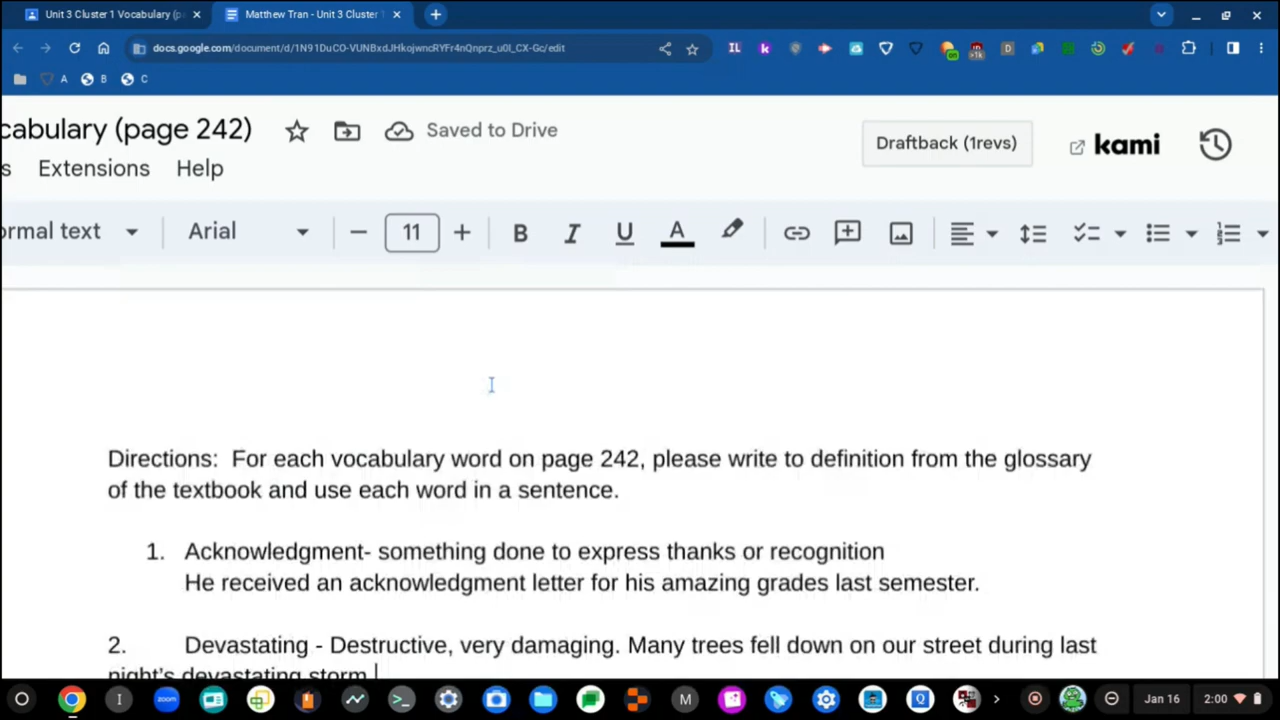 Unit 3 Cluster 1 Vocabulary (pa
Matthew Tran - Unit 3 Cluster 1
docs.google.com/document/d/1N91DuCO-VUNBxdJHkojwncRYFr4nQnprz_u0I_CX-Gc/edit
A B C
cabulary (page 242)
Saved to Drive
Draftback (1revs)
kami
s Extensions Help
ormal text Arial 11 B I U A
Directions: For each vocabulary word on page 242, please write to definition from the glossary
of the textbook and use each word in a sentence.
1. Acknowledgment- something done to express thanks or recognition
He received an acknowledgment letter for his amazing grades last semester.
2. Devastating - Destructive, very damaging. Many trees fell down on our street during last
night's devastating storm.
zoom
Jan 16 2:00